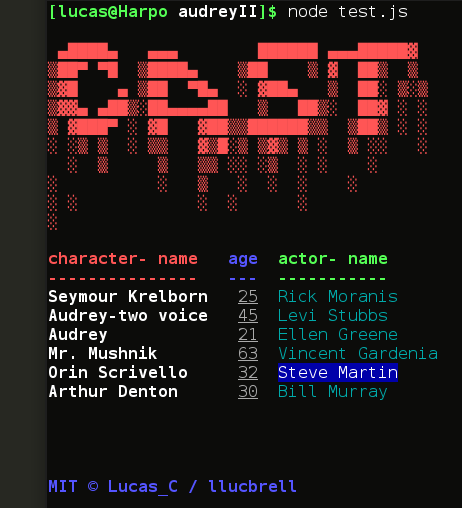 [lucas@Harpo audreyII]$ node test.js
CAST
character- name age actor- name
--------------- --- -----------
Seymour Krelborn 25 Rick Moranis
Audrey-two voice 45 Levi Stubbs
Audrey 21 Ellen Greene
Mr. Mushnik 63 Vincent Gardenia
Orin Scrivello 32 Steve Martin
Arthur Denton 30 Bill Murray
MIT © Lucas_C / llucbrell